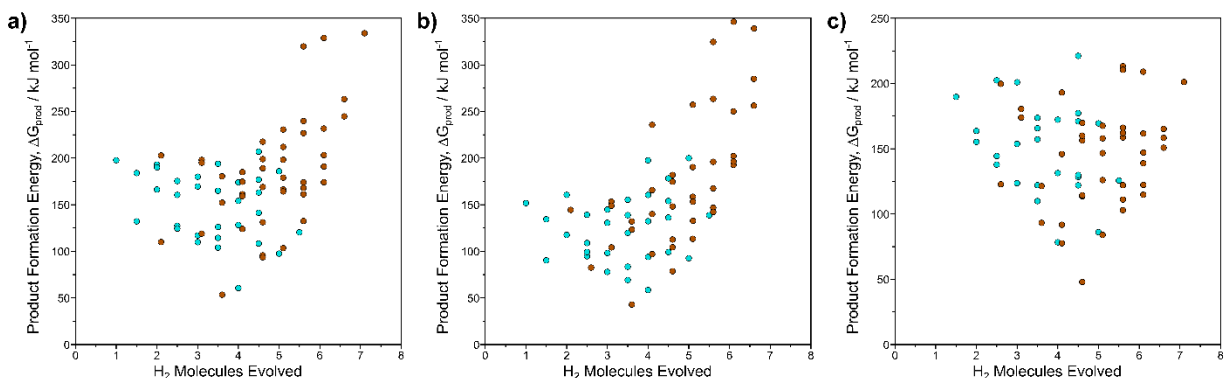 a)
Product Formation Energy, ΔG_prod / kJ mol⁻¹
350
300
250
200
150
100
50
0
0 1 2 3 4 5 6 7 8
H₂ Molecules Evolved
b)
Product Formation Energy, ΔG_prod / kJ mol⁻¹
350
300
250
200
150
100
50
0
0 1 2 3 4 5 6 7 8
H₂ Molecules Evolved
c)
Product Formation Energy, ΔG_prod / kJ mol⁻¹
250
200
150
100
50
0
0 1 2 3 4 5 6 7 8
H₂ Molecules Evolved